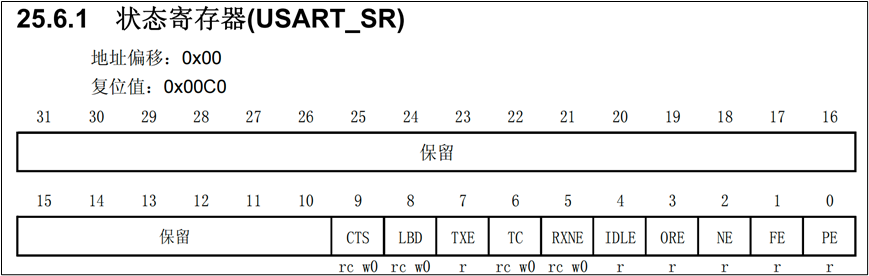 25.6.1 状态寄存器(USART_SR)
地址偏移：0x00
复位值：0x00C0
31 30 29 28 27 26 25 24 23 22 21 20 19 18 17 16
保留
15 14 13 12 11 10 9 8 7 6 5 4 3 2 1 0
保留 CTS LBD TXE TC RXNE IDLE ORE NE FE PE
rc w0 rc w0 r rc w0 rc w0 r r r r r